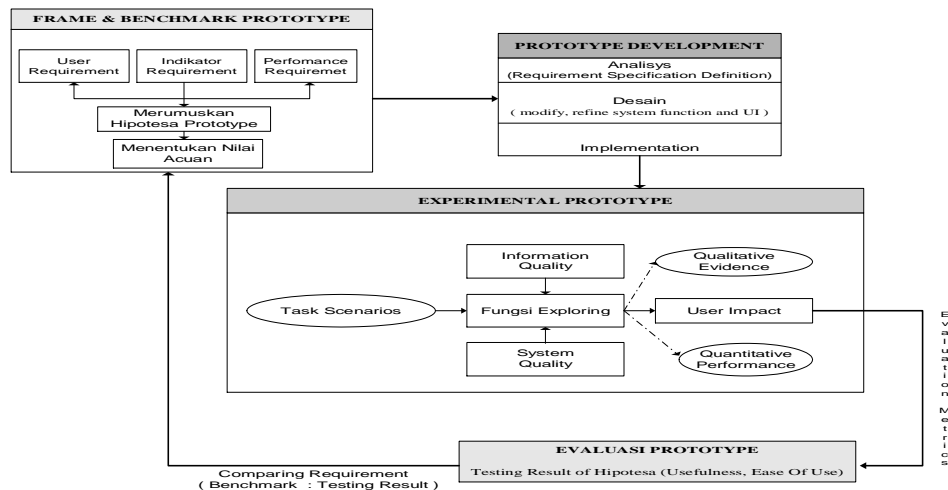 FRAME & BENCHMARK PROTOTYPE
User
Requirement
Indikator
Requirement
Perfomance
Requiremet
Merumuskan
Hipotesa Prototype
Menentukan Nilai
Acuan
PROTOTYPE DEVELOPMENT
Analisys
(Requirement Specification Definition)
Desain
( modify, refine system function and UI )
Implementation
EXPERIMENTAL PROTOTYPE
Information
Quality
Qualitative
Evidence
Task Scenarios
Fungsi Exploring
User Impact
System
Quality
Quantitative
Performance
Evaluation Metrics
EVALUASI PROTOTYPE
Testing Result of Hipotesa (Usefulness, Ease Of Use)
Comparing Requirement
( Benchmark : Testing Result )